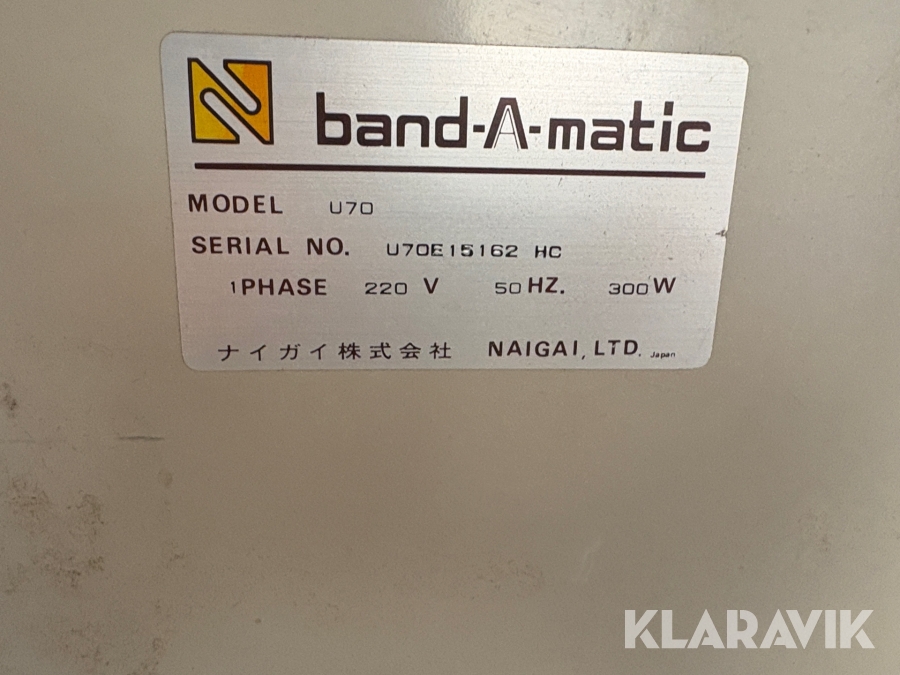 band-A-matic
MODEL U70
SERIAL NO. U70E15162 HC
1PHASE 220 V 50 HZ. 300W
ナイガイ株式会社 NAIGAI, LTD. Japan
KLARAVIK